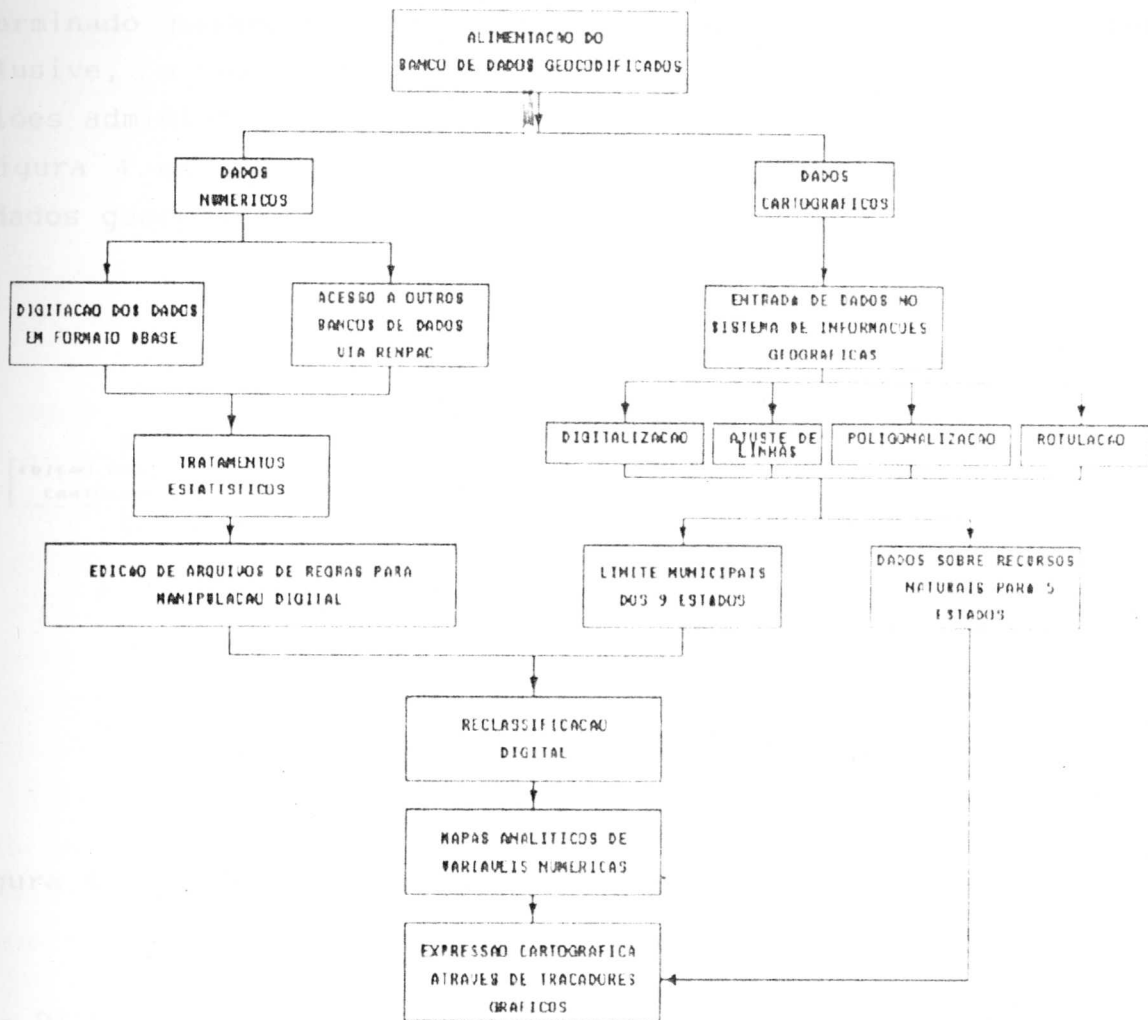 ALIMENTACAO DO
BANCO DE DADOS GEOCODIFICADOS
DADOS
NUMERICOS
DADOS
CARTOGRAFICOS
DIGITACAO DOS DADOS
EM FORMATO DBASE
ACESSO A OUTROS
BANCOS DE DADOS
VIA RENPAC
ENTRADA DE DADOS NO
SISTEMA DE INFORMACOES
GEOGRAFICAS
DIGITALIZACAO
AJUSTE DE
LINHAS
POLIGONALIZACAO
ROTULACAO
TRATAMENTOS
ESTATISTICOS
EDICAO DE ARQUIVOS DE REGRAS PARA
MANIPULACAO DIGITAL
LIMITE MUNICIPAIS
DOS 9 ESTADOS
DADOS SOBRE RECURSOS
NATURAIS PARA 5
ESTADOS
RECLASSIFICACAO
DIGITAL
MAPAS ANALITICOS DE
VARIAVEIS NUMERICAS
EXPRESSAO CARTOGRAFICA
ATRAVES DE TRACADORES
GRAFICOS